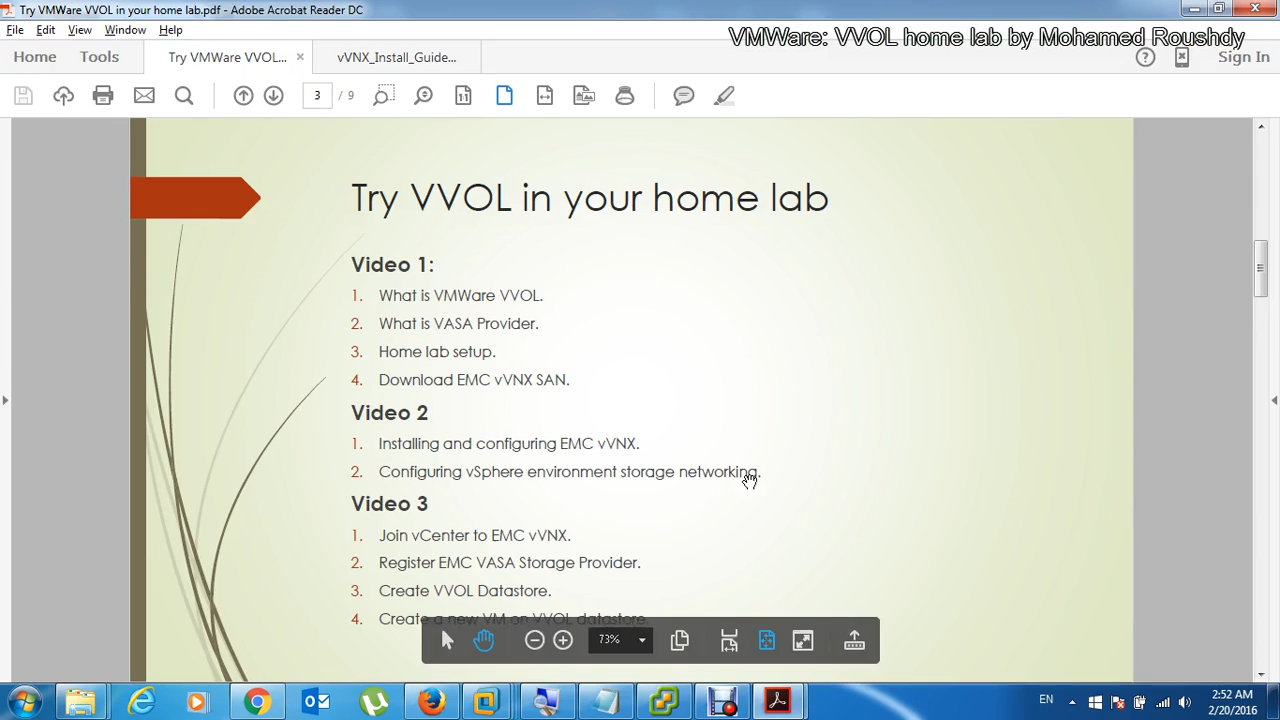 Try VMWare VVOL in your home lab.pdf - Adobe Acrobat Reader DC
File Edit View Window Help
VMWare: VVOL home lab by Mohamed Roushdy
Home Tools Try VMWare VVOL... × vVNX_Install_Guide... Sign In
3 / 9
Try VVOL in your home lab
Video 1:
1. What is VMWare VVOL.
2. What is VASA Provider.
3. Home lab setup.
4. Download EMC vVNX SAN.
Video 2
1. Installing and configuring EMC vVNX.
2. Configuring vSphere environment storage networking.
Video 3
1. Join vCenter to EMC vVNX.
2. Register EMC VASA Storage Provider.
3. Create VVOL Datastore.
4. Create a new VM on VVOL datastore.
73%
EN 2:52 AM
2/20/2016